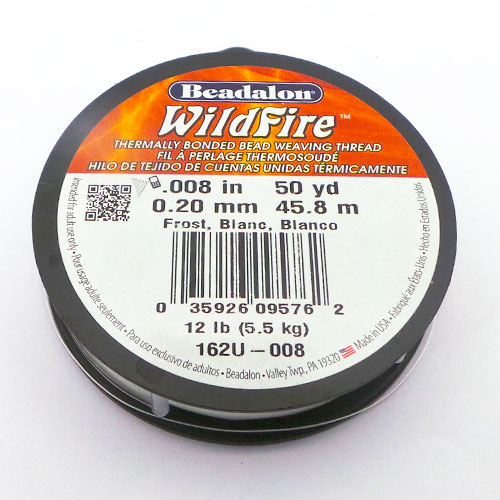 Beadalon®
WildFire™
THERMALLY BONDED BEAD WEAVING THREAD
FIL À PERLAGE THERMOSOUDÉ
HILO DE TEJIDO DE CUENTAS UNIDAS TÉRMICAMENTE
.008 in 50 yd
0.20 mm 45.8 m
Frost, Blanc, Blanco
0 35926 09576 2
12 lb (5.5 kg)
162U-008
Intended for adult use only. • Pour usage adulte seulement. • Para uso exclusivo de adultos. • Beadalon • Valley Twp., PA 19320 Made in USA. • Fabriqué aux États-Unis • Hecho en Estados Unidos